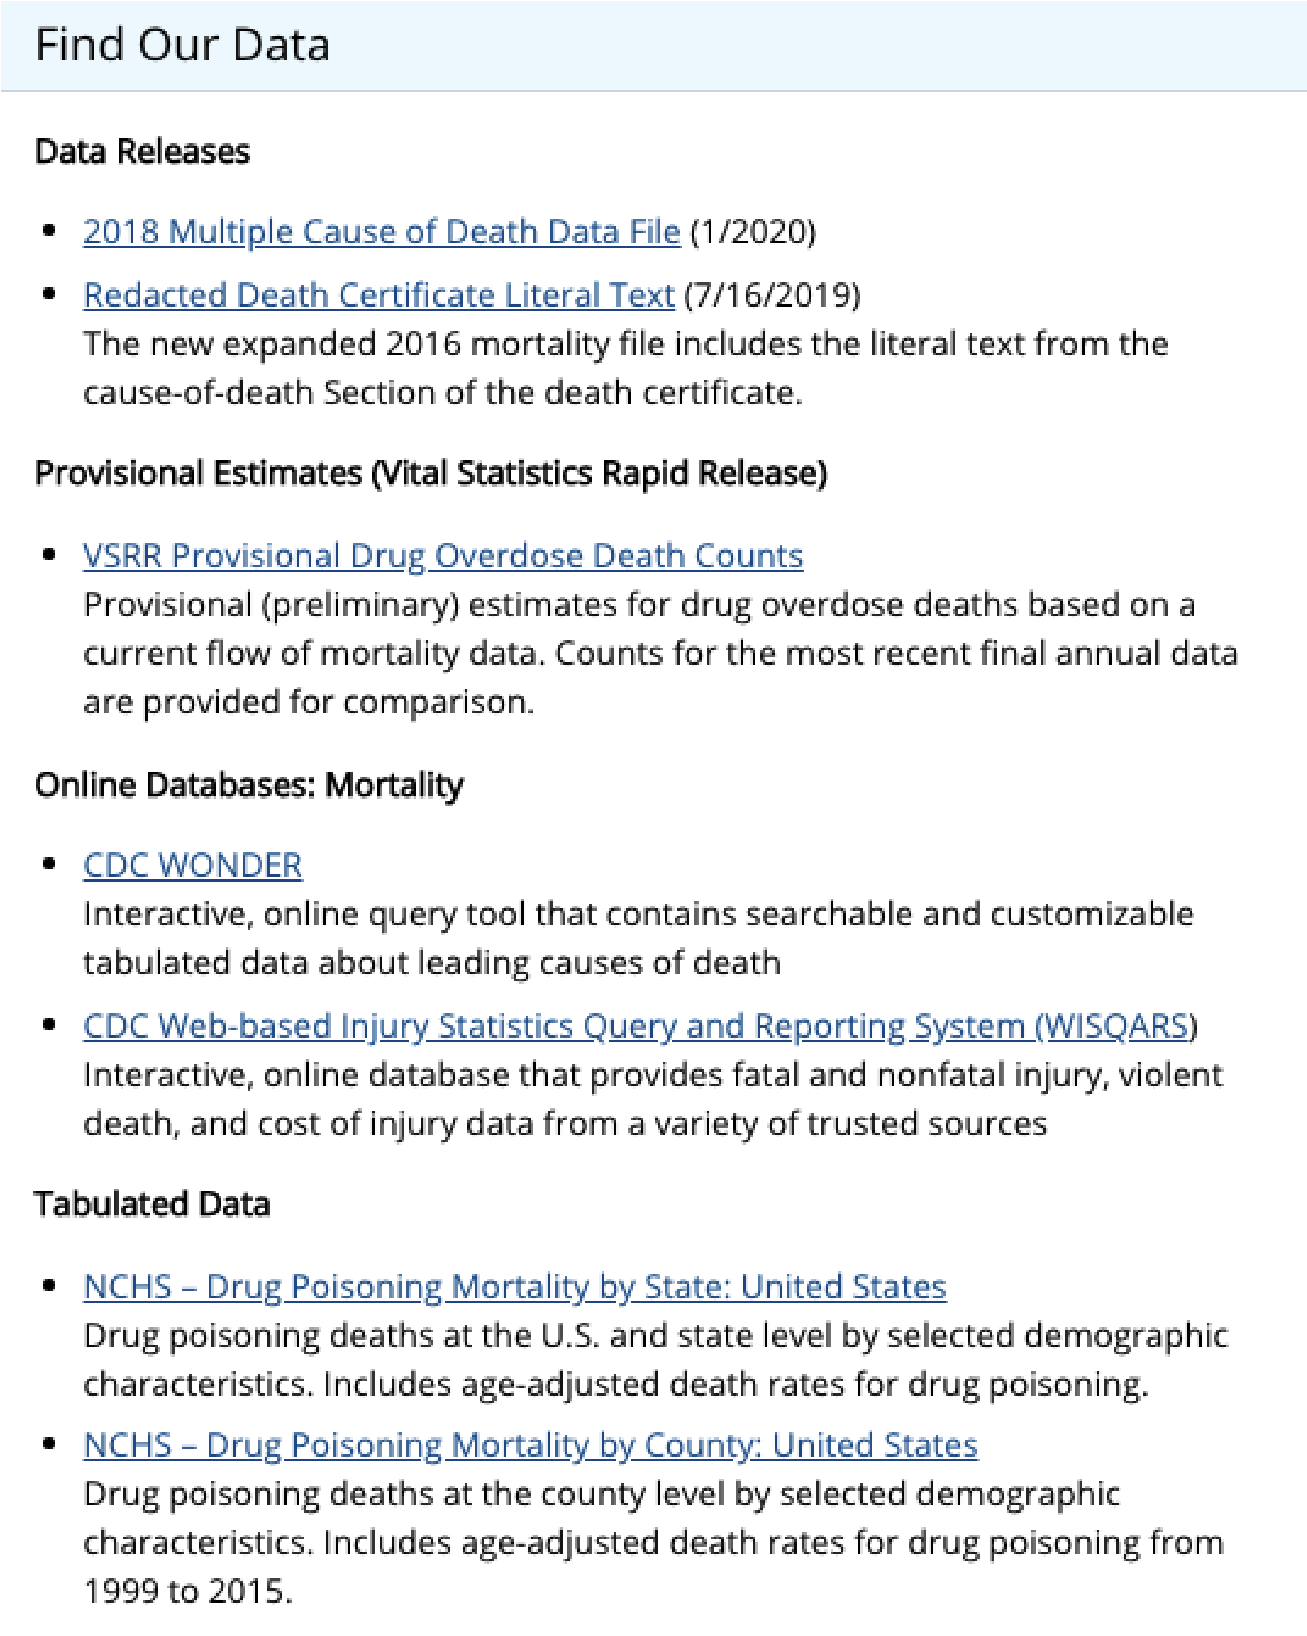 Find Our Data
Data Releases
• 2018 Multiple Cause of Death Data File (1/2020)
• Redacted Death Certificate Literal Text (7/16/2019)
The new expanded 2016 mortality file includes the literal text from the
cause-of-death Section of the death certificate.
Provisional Estimates (Vital Statistics Rapid Release)
• VSRR Provisional Drug Overdose Death Counts
Provisional (preliminary) estimates for drug overdose deaths based on a
current flow of mortality data. Counts for the most recent final annual data
are provided for comparison.
Online Databases: Mortality
• CDC WONDER
Interactive, online query tool that contains searchable and customizable
tabulated data about leading causes of death
• CDC Web-based Injury Statistics Query and Reporting System (WISQARS)
Interactive, online database that provides fatal and nonfatal injury, violent
death, and cost of injury data from a variety of trusted sources
Tabulated Data
• NCHS – Drug Poisoning Mortality by State: United States
Drug poisoning deaths at the U.S. and state level by selected demographic
characteristics. Includes age-adjusted death rates for drug poisoning.
• NCHS – Drug Poisoning Mortality by County: United States
Drug poisoning deaths at the county level by selected demographic
characteristics. Includes age-adjusted death rates for drug poisoning from
1999 to 2015.